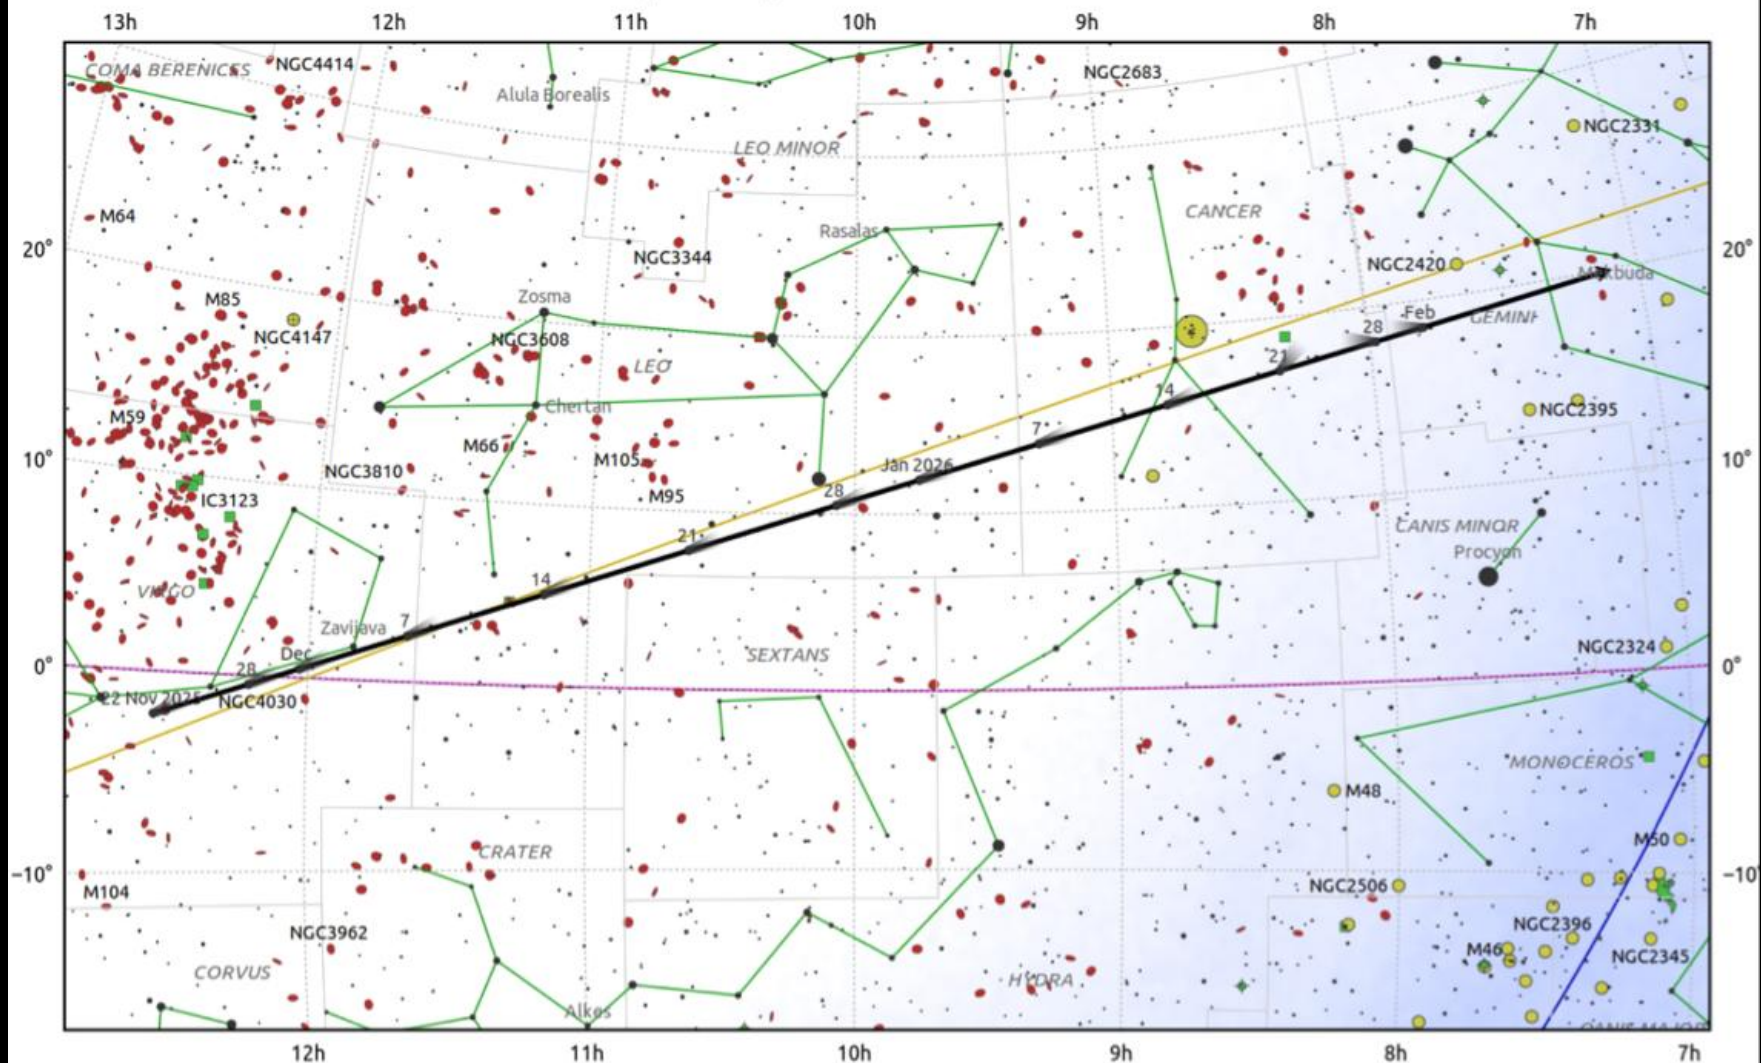 13h 12h 11h 10h 9h 8h 7h
COMA BERENICES
NGC4414
NGC2683
Alula Borealis
NGC2331
LEO MINOR
M64
CANCER
Rasalas
20° 20°
NGC3344
NGC2420
Mekbuda
M85
Zosma
Feb
GEMINI
NGC4147
NGC3608
28
21
LEO
14
M59
Chertan
NGC2395
7
M66
M105
10° 10°
NGC3810
Jan 2026
M95
28
IC3123
CANIS MINOR
21
Procyon
14
VIRGO
7
Zavijava
NGC2324
Dec
SEXTANS
0° 0°
28
22 Nov 2025
NGC4030
MONOCEROS
M48
M50
CRATER
−10° −10°
M104
NGC2506
NGC2396
NGC3962
M46
NGC2345
CORVUS
HYDRA
Alkes
CANIS MAJOR
12h 11h 10h 9h 8h 7h